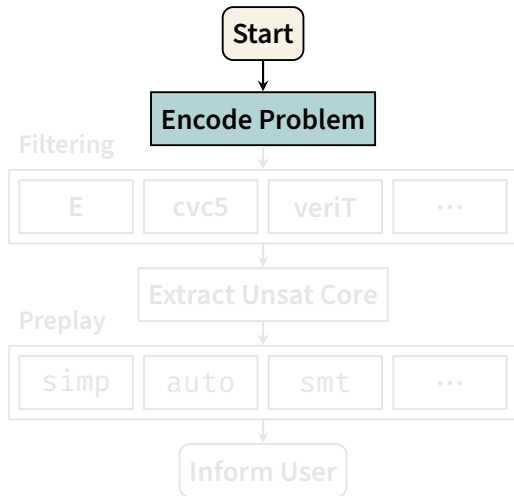 Start
Encode Problem
Filtering
E cvc5 veriT ...
Extract Unsat Core
Preplay
simp auto smt ...
Inform User